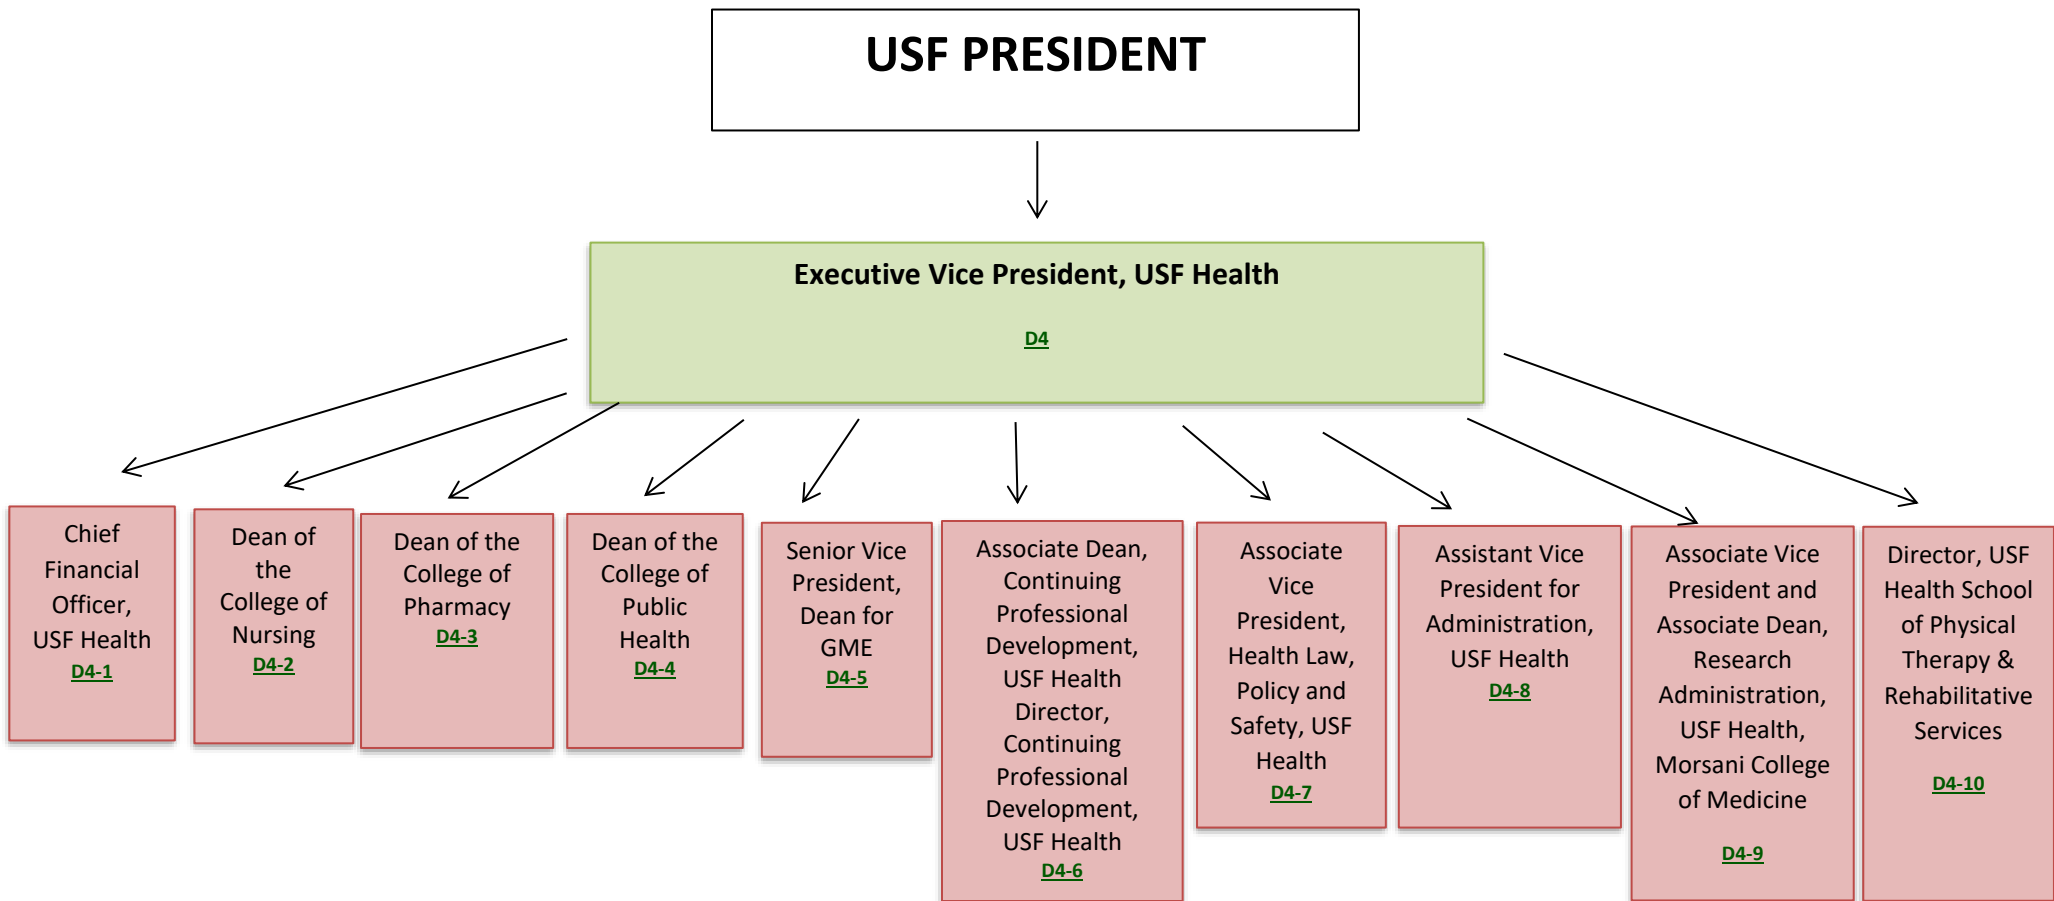 USF PRESIDENT
Executive Vice President, USF Health
D4
Chief
Financial
Officer,
USF Health
D4-1
Dean of
the
College of
Nursing
D4-2
Dean of the
College of
Pharmacy
D4-3
Dean of the
College of
Public
Health
D4-4
Senior Vice
President,
Dean for
GME
D4-5
Associate Dean,
Continuing
Professional
Development,
USF Health
Director,
Continuing
Professional
Development,
USF Health
D4-6
Associate
Vice
President,
Health Law,
Policy and
Safety, USF
Health
D4-7
Assistant Vice
President for
Administration,
USF Health
D4-8
Associate Vice
President and
Associate Dean,
Research
Administration,
USF Health,
Morsani College
of Medicine
D4-9
Director, USF
Health School
of Physical
Therapy &
Rehabilitative
Services
D4-10